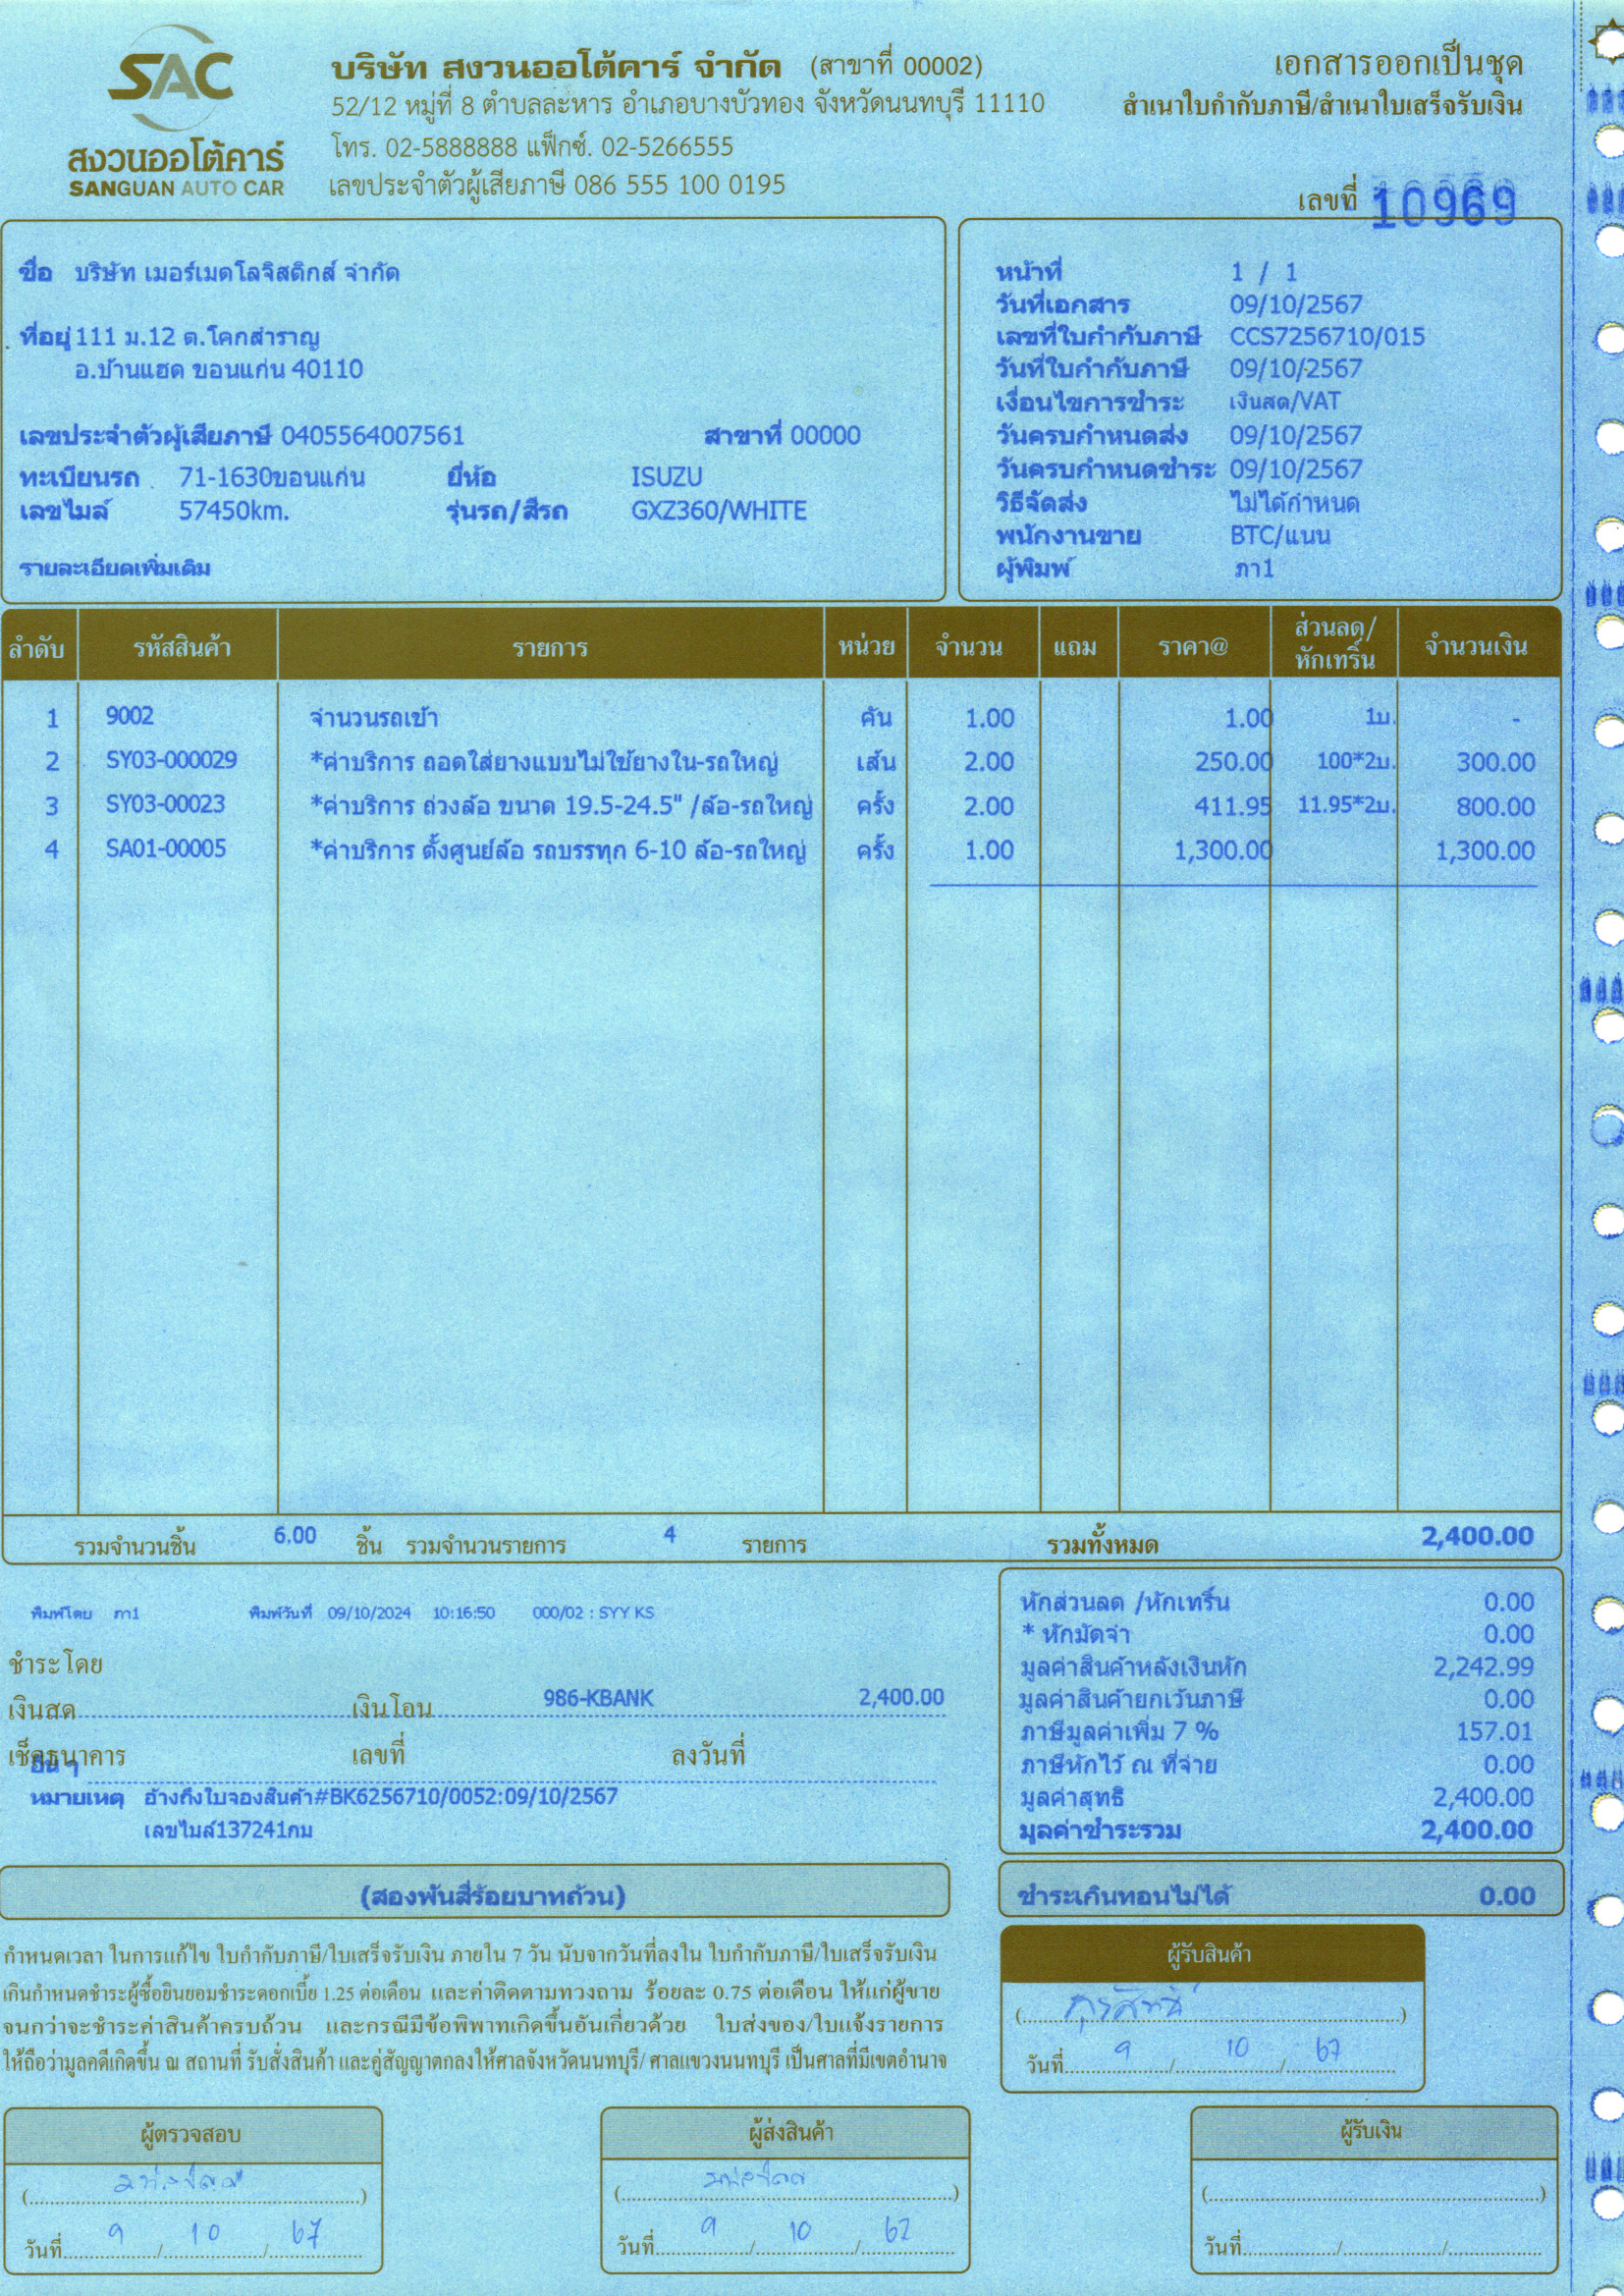 SAC
สงวนออโต้คาร์
SANGUAN AUTO CAR
บริษัท สงวนออโต้คาร์ จำกัด (สาขาที่ 00002)
52/12 หมู่ที่ 8 ตำบลละหาร อำเภอบางบัวทอง จังหวัดนนทบุรี 11110
โทร. 02-5888888 แฟ็กซ์. 02-5266555
เลขประจำตัวผู้เสียภาษี 086 555 100 0195
เอกสารออกเป็นชุด
สำเนาใบกำกับภาษี/สำเนาใบเสร็จรับเงิน
เลขที่ 10969
ชื่อ บริษัท เมอร์เมดโลจิสติกส์ จำกัด
ที่อยู่ 111 ม.12 ต.โคกสำราญ
อ.บ้านแฮด ขอนแก่น 40110
เลขประจำตัวผู้เสียภาษี 0405564007561 สาขาที่ 00000
ทะเบียนรถ 71-1630ขอนแก่น ยี่ห้อ ISUZU
เลขไมล์ 57450km. รุ่นรถ/สีรถ GXZ360/WHITE
รายละเอียดเพิ่มเติม
หน้าที่ 1 / 1
วันที่เอกสาร 09/10/2567
เลขที่ใบกำกับภาษี CCS7256710/015
วันที่ใบกำกับภาษี 09/10/2567
เงื่อนไขการชำระ เงินสด/VAT
วันครบกำหนดส่ง 09/10/2567
วันครบกำหนดชำระ 09/10/2567
วิธีจัดส่ง ไม่ได้กำหนด
พนักงานขาย BTC/แนน
ผู้พิมพ์ ภา1
ลำดับ รหัสสินค้า รายการ หน่วย จำนวน แถม ราคา@ ส่วนลด/หักเทริ์น จำนวนเงิน
1 9002 จำนวนรถเข้า คัน 1.00 1.00 1บ. -
2 SY03-000029 *ค่าบริการ ถอดใส่ยางแบบไม่ใช้ยางใน-รถใหญ่ เส้น 2.00 250.00 100*2บ. 300.00
3 SY03-00023 *ค่าบริการ ถ่วงล้อ ขนาด 19.5-24.5" /ล้อ-รถใหญ่ ครั้ง 2.00 411.95 11.95*2บ. 800.00
4 SA01-00005 *ค่าบริการ ตั้งศูนย์ล้อ รถบรรทุก 6-10 ล้อ-รถใหญ่ ครั้ง 1.00 1,300.00 1,300.00
รวมจำนวนชิ้น 6.00 ชิ้น รวมจำนวนรายการ 4 รายการ รวมทั้งหมด 2,400.00
พิมพ์โดย ภา1 พิมพ์วันที่ 09/10/2024 10:16:50 000/02 : SYY KS
ชำระโดย
เงินสด เงินโอน 986-KBANK 2,400.00
เช็คธนาคาร เลขที่ ลงวันที่
อื่น ๆ
หมายเหตุ อ้างถึงใบจองสินค้า#BK6256710/0052:09/10/2567
เลขไมล์137241กม
หักส่วนลด /หักเทริ์น 0.00
* หักมัดจำ 0.00
มูลค่าสินค้าหลังเงินหัก 2,242.99
มูลค่าสินค้ายกเว้นภาษี 0.00
ภาษีมูลค่าเพิ่ม 7 % 157.01
ภาษีหักไว้ ณ ที่จ่าย 0.00
มูลค่าสุทธิ 2,400.00
มูลค่าชำระรวม 2,400.00
(สองพันสี่ร้อยบาทถ้วน)
ชำระเกินทอนไม่ได้ 0.00
กำหนดเวลา ในการแก้ไข ใบกำกับภาษี/ใบเสร็จรับเงิน ภายใน 7 วัน นับจากวันที่ลงใน ใบกำกับภาษี/ใบเสร็จรับเงิน
เกินกำหนดชำระผู้ซื้อยินยอมชำระดอกเบี้ย 1.25 ต่อเดือน และค่าติดตามทวงถาม ร้อยละ 0.75 ต่อเดือน ให้แก่ผู้ขาย
จนกว่าจะชำระค่าสินค้าครบถ้วน และกรณีมีข้อพิพาทเกิดขึ้นอันเกี่ยวด้วย ใบส่งของ/ใบแจ้งรายการ
ให้ถือว่ามูลคดีเกิดขึ้น ณ สถานที่ รับสั่งสินค้า และคู่สัญญาตกลงให้ศาลจังหวัดนนทบุรี/ ศาลแขวงนนทบุรี เป็นศาลที่มีเขตอำนาจ
ผู้รับสินค้า
วันที่ 9 / 10 / 67
ผู้ตรวจสอบ
วันที่ 9 / 10 / 67
ผู้ส่งสินค้า
วันที่ 9 / 10 / 67
ผู้รับเงิน
วันที่ / /